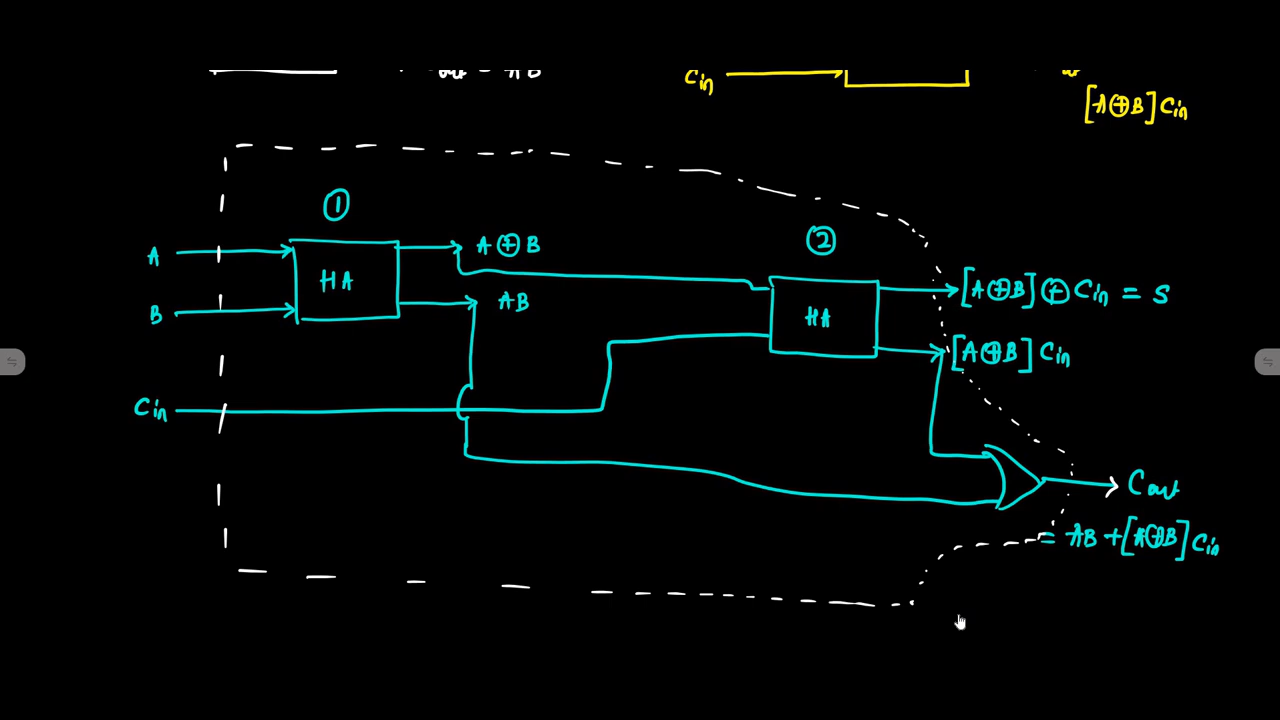 Cin
[A⊕B]Cin
①
②
A
HA
A⊕B
B
AB
HA
[A⊕B]⊕Cin = S
[A⊕B]Cin
Cin
Cout
= AB+[A⊕B]Cin